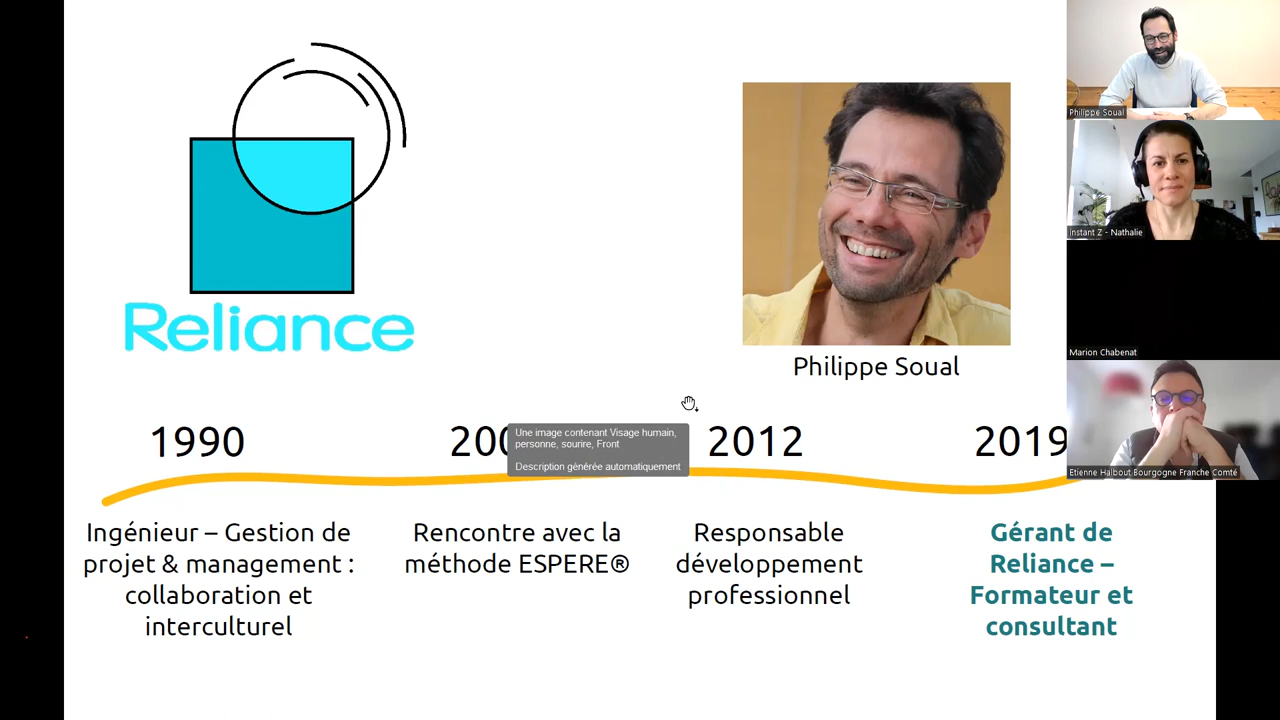 Reliance
Philippe Soual
1990
2012
2019
Ingénieur – Gestion de
projet & management :
collaboration et
interculturel
Rencontre avec la
méthode ESPERE®
Responsable
développement
professionnel
Gérant de
Reliance –
Formateur et
consultant
Une image contenant Visage humain,
personne, sourire, Front
Description générée automatiquement
Philippe Soual
Instant Z - Nathalie
Marion Chabenat
Etienne Halbout Bourgogne Franche Comté